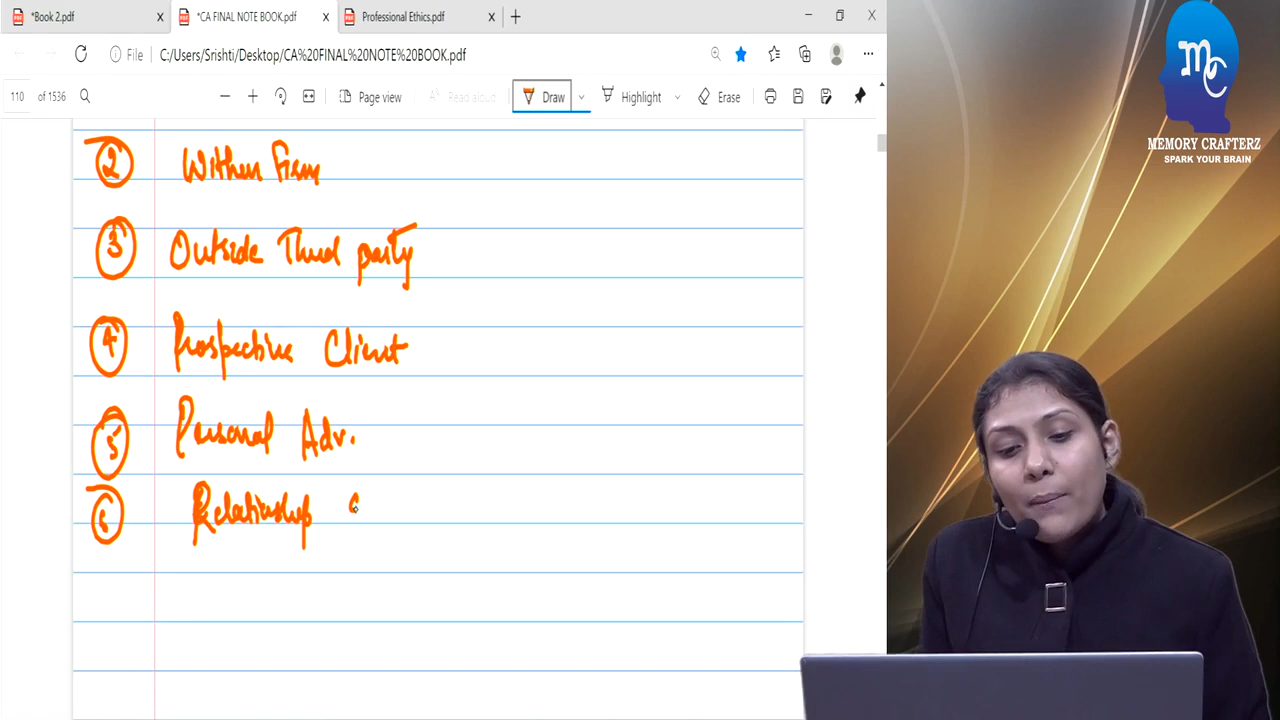 *Book 2.pdf
*CA FINAL NOTE BOOK.pdf
Professional Ethics.pdf
File C:/Users/Srishti/Desktop/CA%20FINAL%20NOTE%20BOOK.pdf
110 of 1536
Page view
Read aloud
Draw
Highlight
Erase
MC
MEMORY CRAFTERZ
SPARK YOUR BRAIN
2 Within Firm
3 Outside Third party
4 Prospective Client
5 Personal Adv.
6 Relationship